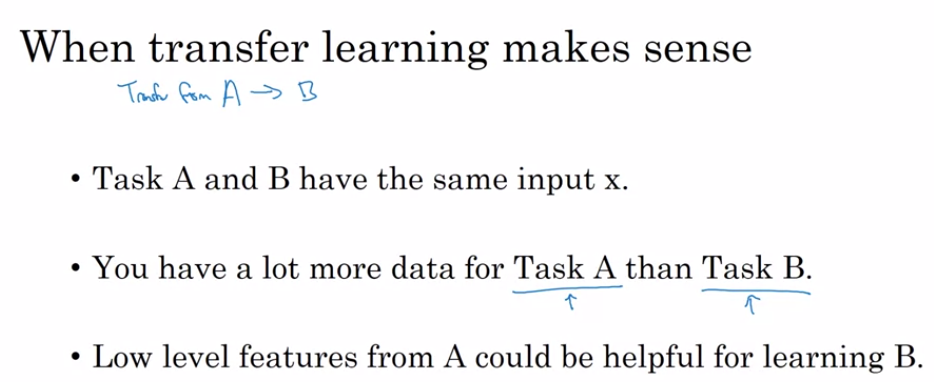 When transfer learning makes sense
Transfer from A → B
• Task A and B have the same input x.
• You have a lot more data for Task A than Task B.
↑ ↑
• Low level features from A could be helpful for learning B.